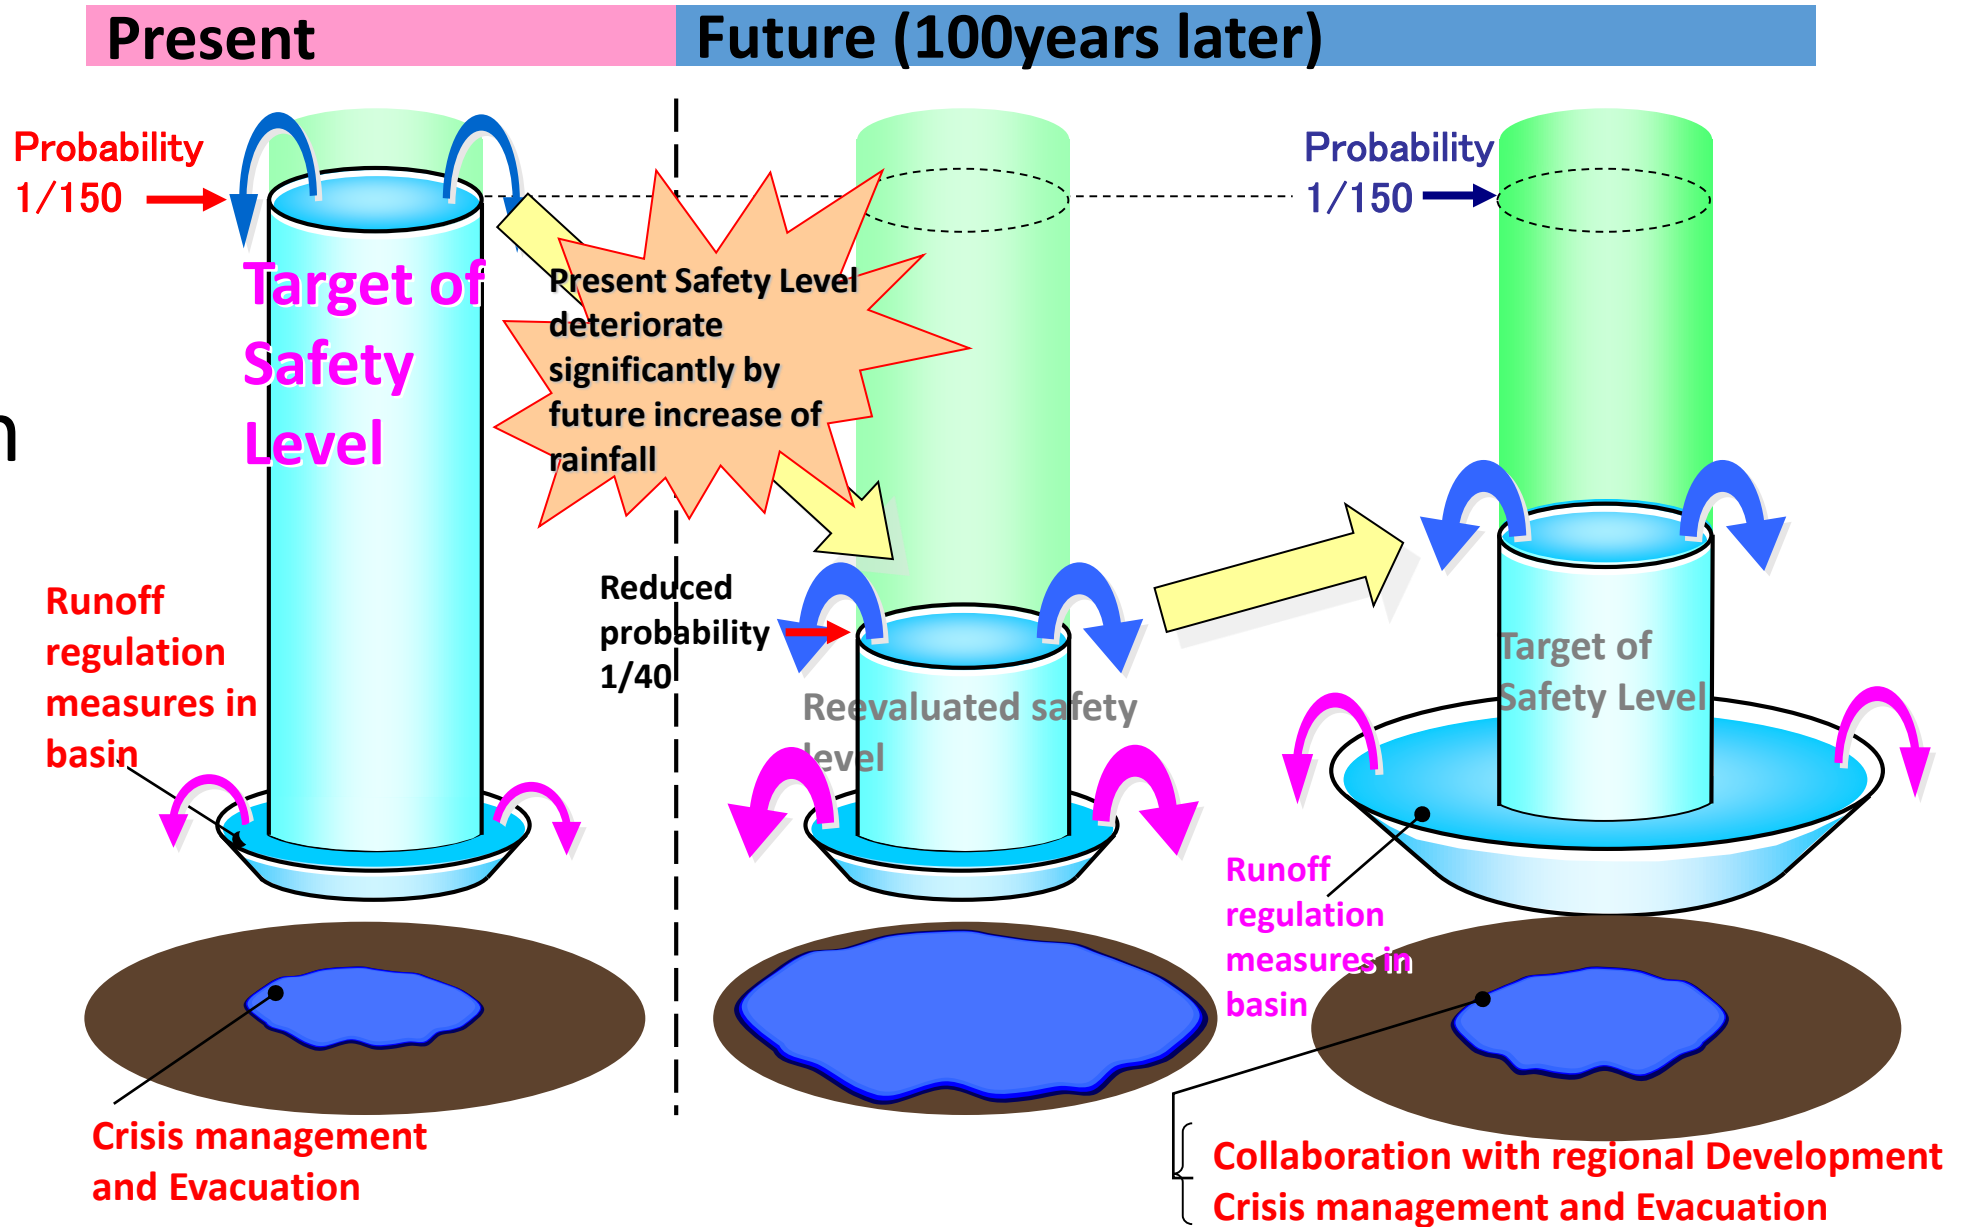 Present
Future (100years later)
Probability
1/150
Target of
Safety
Level
Present Safety Level
deteriorate
significantly by
future increase of
rainfall
Probability
1/150
n
Runoff
regulation
measures in
basin
Reduced
probability
1/40
Reevaluated safety
level
Target of
Safety Level
Runoff
regulation
measures in
basin
Crisis management
and Evacuation
Collaboration with regional Development
Crisis management and Evacuation